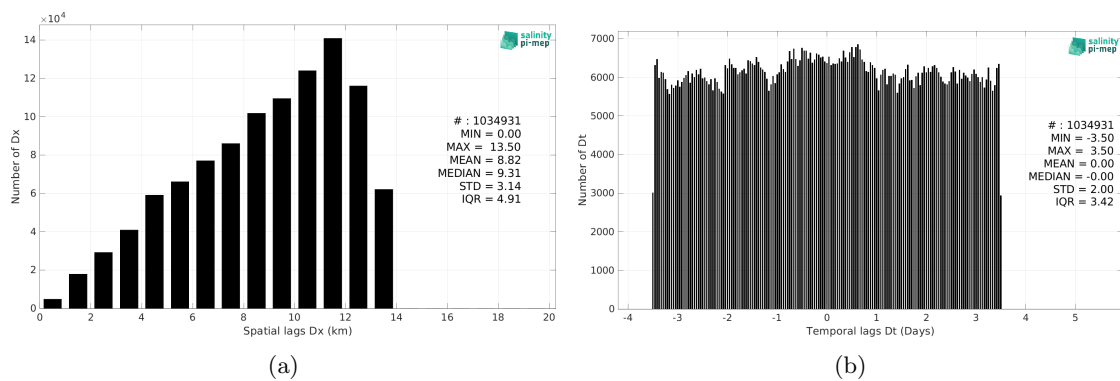 ×10⁴
14
12
10
8
6
4
2
0
Number of Dx
0 2 4 6 8 10 12 14 16 18 20
Spatial lags Dx (km)
salinity
pi-mep
# : 1034931
MIN = 0.00
MAX = 13.50
MEAN = 8.82
MEDIAN = 9.31
STD = 3.14
IQR = 4.91
(a)
7000
6000
5000
4000
3000
2000
1000
0
Number of Dt
-4 -3 -2 -1 0 1 2 3 4 5
Temporal lags Dt (Days)
salinity
pi-mep
# : 1034931
MIN = -3.50
MAX = 3.50
MEAN = 0.00
MEDIAN = -0.00
STD = 2.00
IQR = 3.42
(b)